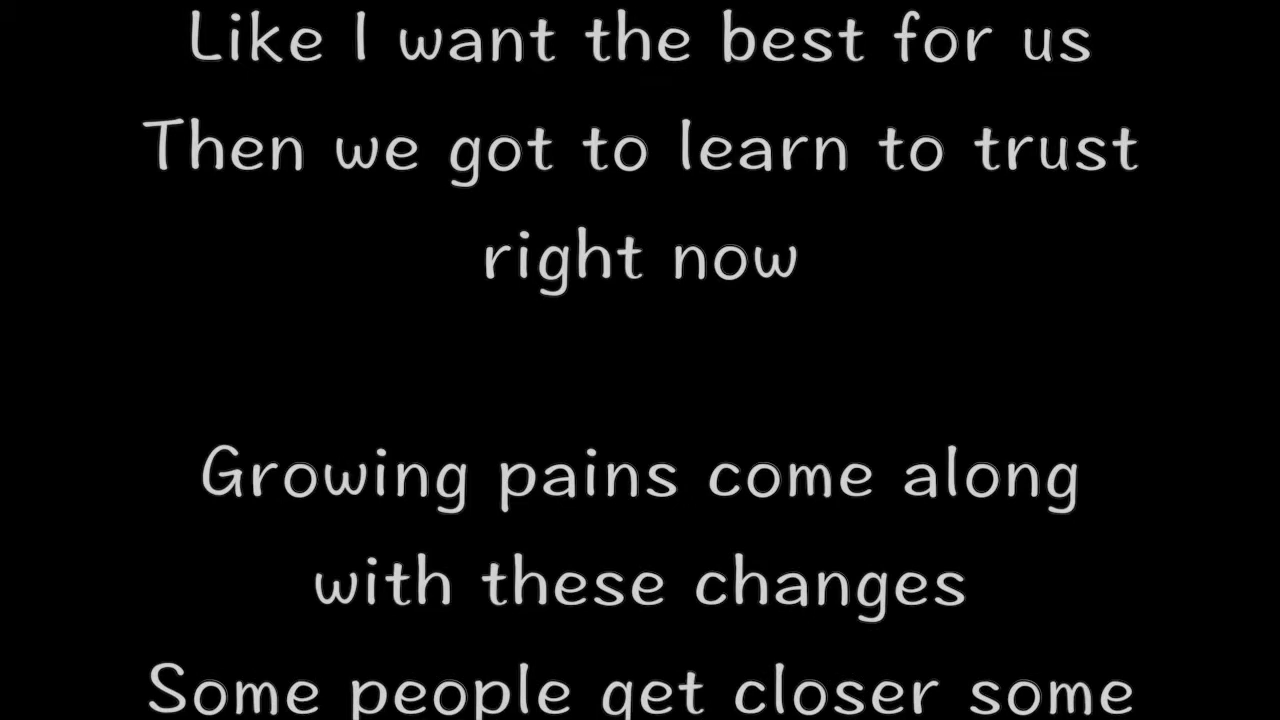 Like I want the best for us
Then we got to learn to trust
right now
Growing pains come along
with these changes
Some people get closer some